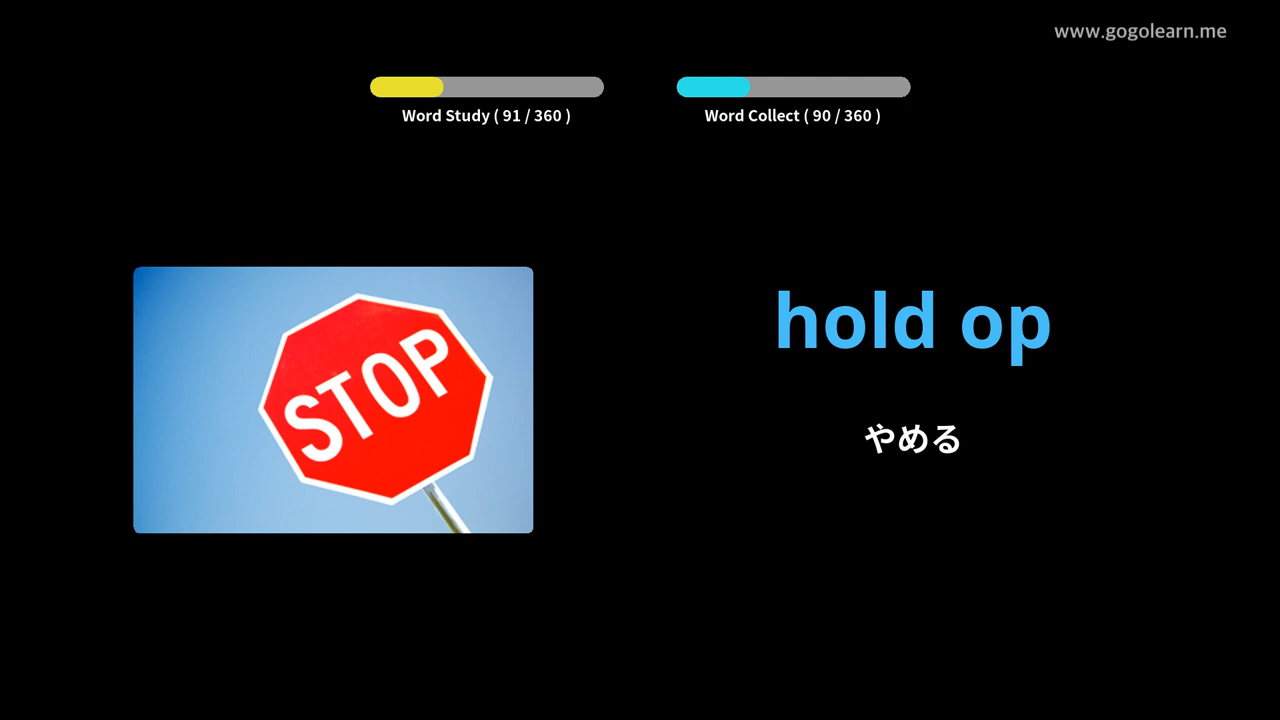 www.gogolearn.me
Word Study ( 91 / 360 )
Word Collect ( 90 / 360 )
STOP
hold op
やめる